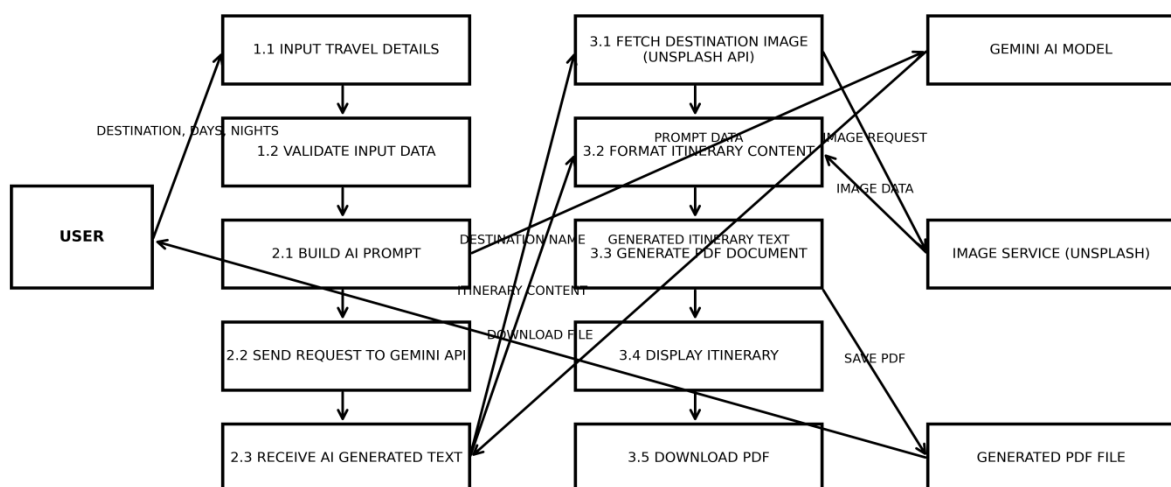 1.1 INPUT TRAVEL DETAILS
3.1 FETCH DESTINATION IMAGE
(UNSPLASH API)
GEMINI AI MODEL
DESTINATION, DAYS, NIGHTS
PROMPT DATA
IMAGE REQUEST
1.2 VALIDATE INPUT DATA
3.2 FORMAT ITINERARY CONTENT
IMAGE DATA
USER
DESTINATION NAME
GENERATED ITINERARY TEXT
2.1 BUILD AI PROMPT
3.3 GENERATE PDF DOCUMENT
IMAGE SERVICE (UNSPLASH)
ITINERARY CONTENT
DOWNLOAD FILE
2.2 SEND REQUEST TO GEMINI API
3.4 DISPLAY ITINERARY
SAVE PDF
2.3 RECEIVE AI GENERATED TEXT
3.5 DOWNLOAD PDF
GENERATED PDF FILE